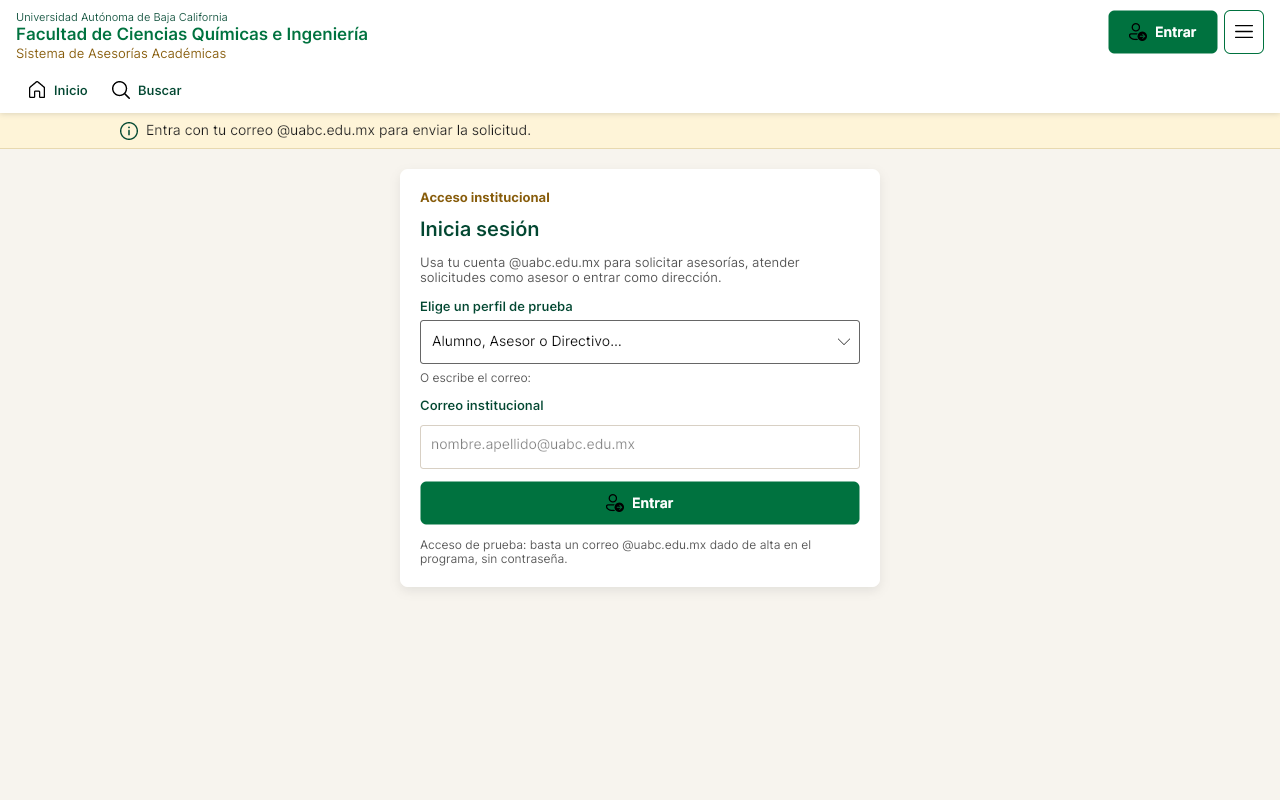 Universidad Autónoma de Baja California
Facultad de Ciencias Químicas e Ingeniería
Sistema de Asesorías Académicas
Entrar
Inicio
Buscar
Entra con tu correo @uabc.edu.mx para enviar la solicitud.
Acceso institucional
Inicia sesión
Usa tu cuenta @uabc.edu.mx para solicitar asesorías, atender
solicitudes como asesor o entrar como dirección.
Elige un perfil de prueba
Alumno, Asesor o Directivo...
O escribe el correo:
Correo institucional
nombre.apellido@uabc.edu.mx
Entrar
Acceso de prueba: basta un correo @uabc.edu.mx dado de alta en el
programa, sin contraseña.